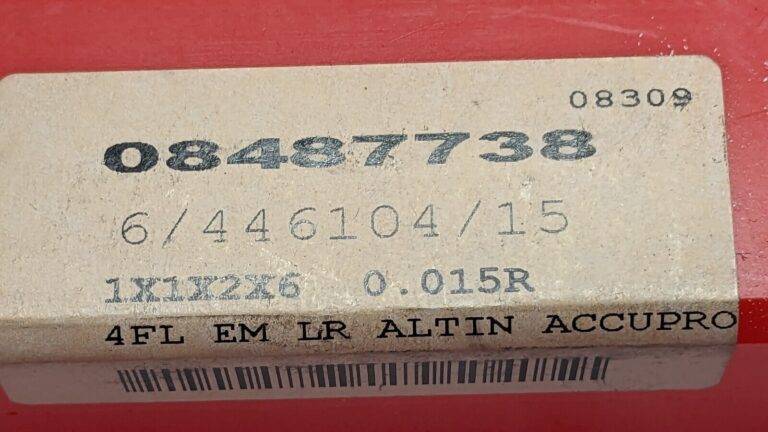 08309
08487738
6/446104/15
1X1X2X6 0.015R
4FL EM LR ALTIN ACCUPRO